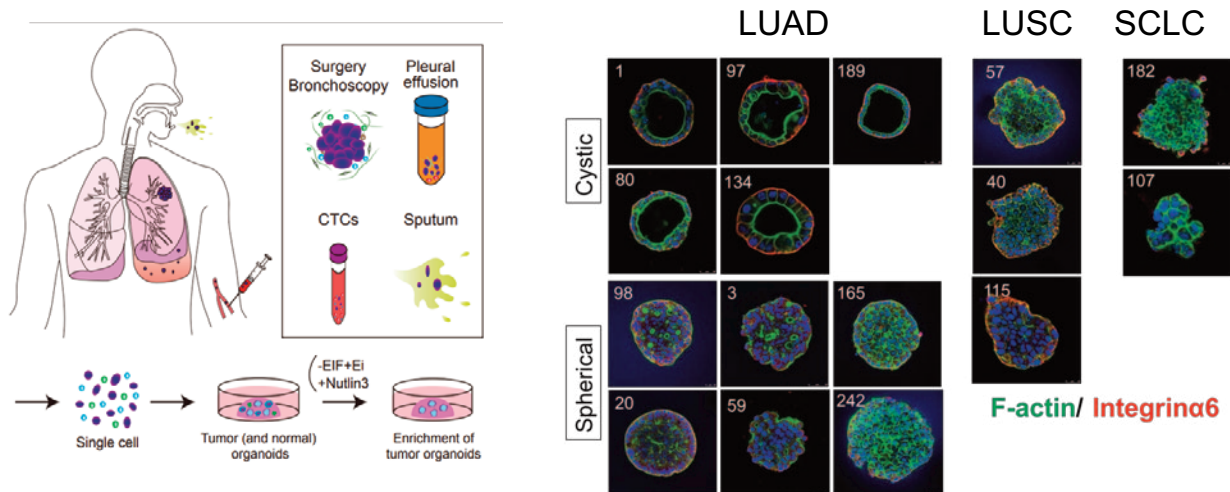 Surgery
Bronchoscopy
Pleural
effusion
CTCs
Sputum
-EIF+Ei
+Nutlin3
Single cell
Tumor (and normal)
organoids
Enrichment of
tumor organoids
LUAD
LUSC
SCLC
Cystic
1
97
189
57
182
80
134
40
107
Spherical
98
3
165
115
20
59
242
F-actin/ Integrinα6